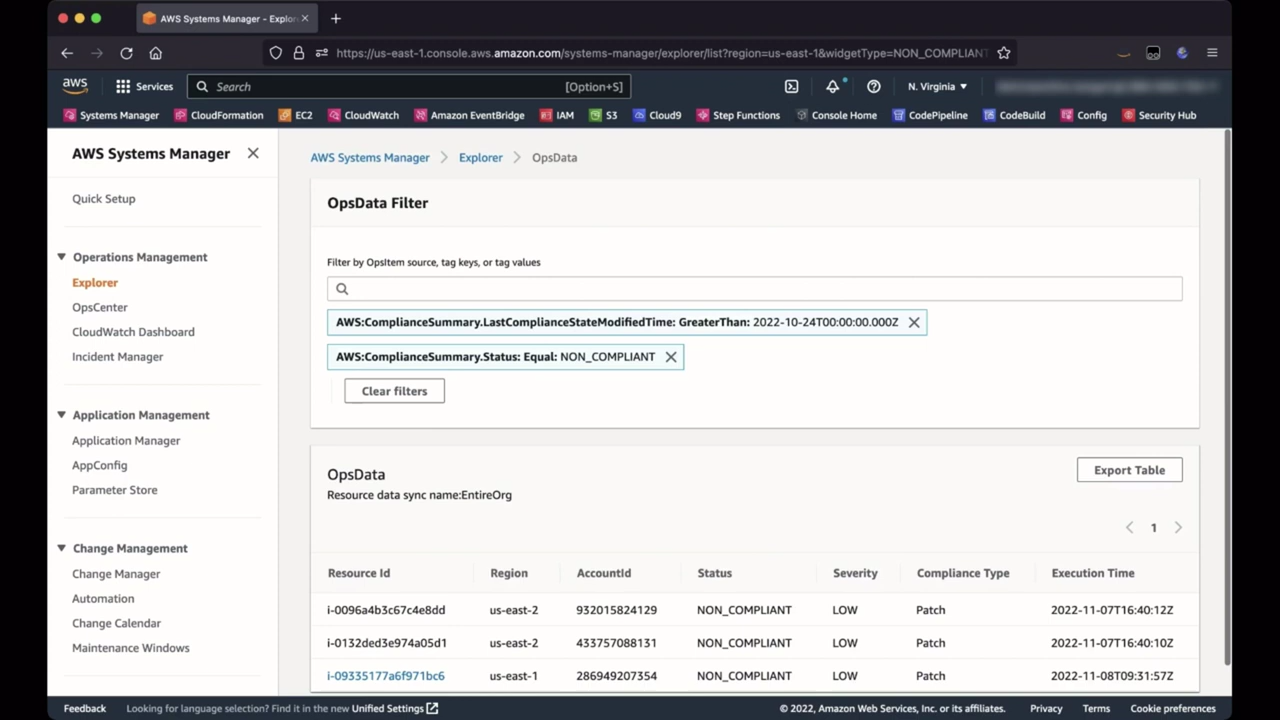 AWS Systems Manager - Explor
https://us-east-1.console.aws.amazon.com/systems-manager/explorer/list?region=us-east-1&widgetType=NON_COMPLIANT
aws Services Search [Option+S] N. Virginia
Systems Manager CloudFormation EC2 CloudWatch Amazon EventBridge IAM S3 Cloud9 Step Functions Console Home CodePipeline CodeBuild Config Security Hub
AWS Systems Manager
Quick Setup
Operations Management
Explorer
OpsCenter
CloudWatch Dashboard
Incident Manager
Application Management
Application Manager
AppConfig
Parameter Store
Change Management
Change Manager
Automation
Change Calendar
Maintenance Windows
AWS Systems Manager Explorer OpsData
OpsData Filter
Filter by OpsItem source, tag keys, or tag values
AWS:ComplianceSummary.LastComplianceStateModifiedTime: GreaterThan: 2022-10-24T00:00:00.000Z
AWS:ComplianceSummary.Status: Equal: NON_COMPLIANT
Clear filters
OpsData
Export Table
Resource data sync name:EntireOrg
1
Resource Id Region AccountId Status Severity Compliance Type Execution Time
i-0096a4b3c67c4e8dd us-east-2 932015824129 NON_COMPLIANT LOW Patch 2022-11-07T16:40:12Z
i-0132ded3e974a05d1 us-east-2 433757088131 NON_COMPLIANT LOW Patch 2022-11-07T16:40:10Z
i-09335177a6f971bc6 us-east-1 286949207354 NON_COMPLIANT LOW Patch 2022-11-08T09:31:57Z
Feedback Looking for language selection? Find it in the new Unified Settings © 2022, Amazon Web Services, Inc. or its affiliates. Privacy Terms Cookie preferences